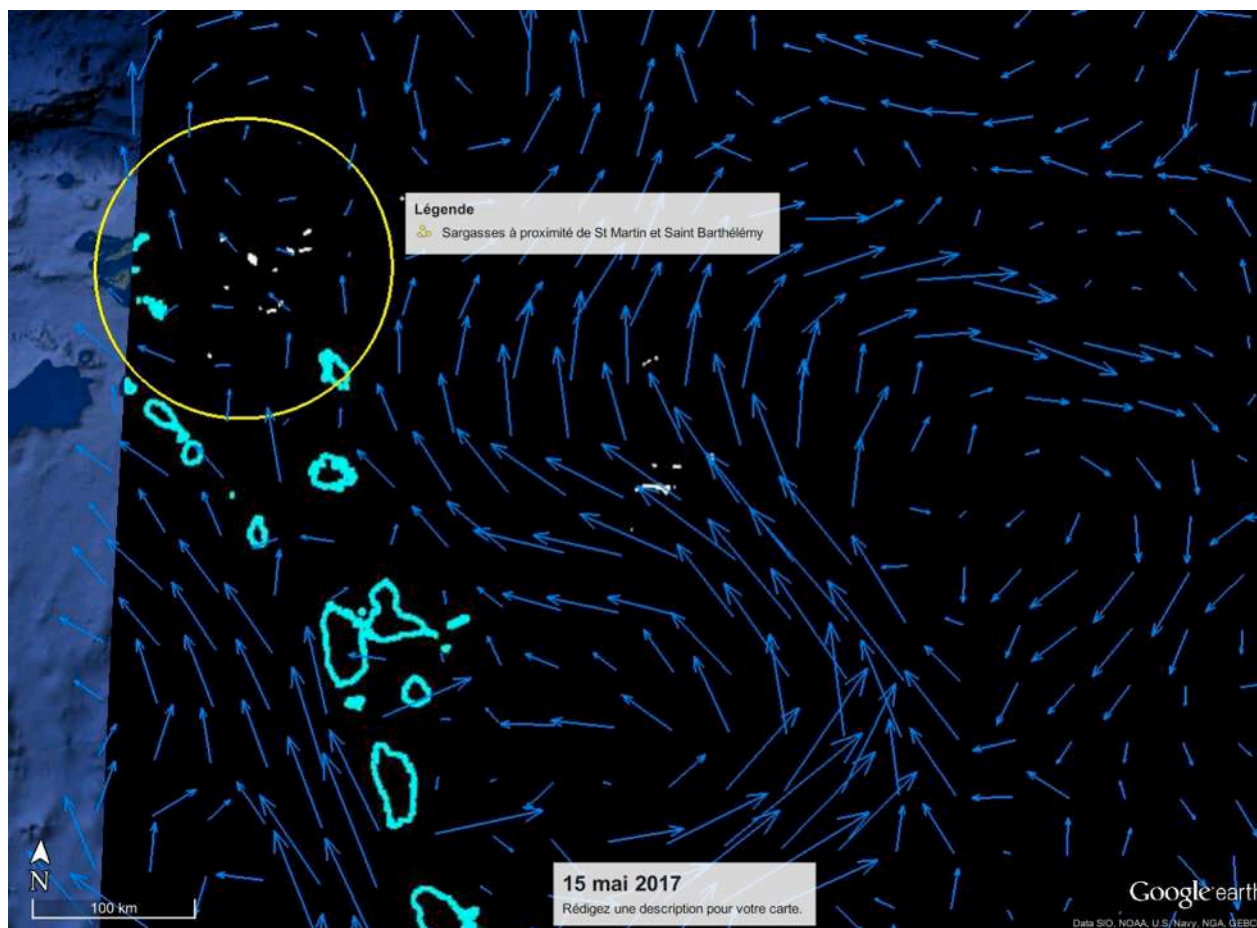 Légende
Sargasses à proximité de St Martin et Saint Barthélémy
N
100 km
15 mai 2017
Rédigez une description pour votre carte.
Google earth
Data SIO, NOAA, U.S. Navy, NGA, GEBC